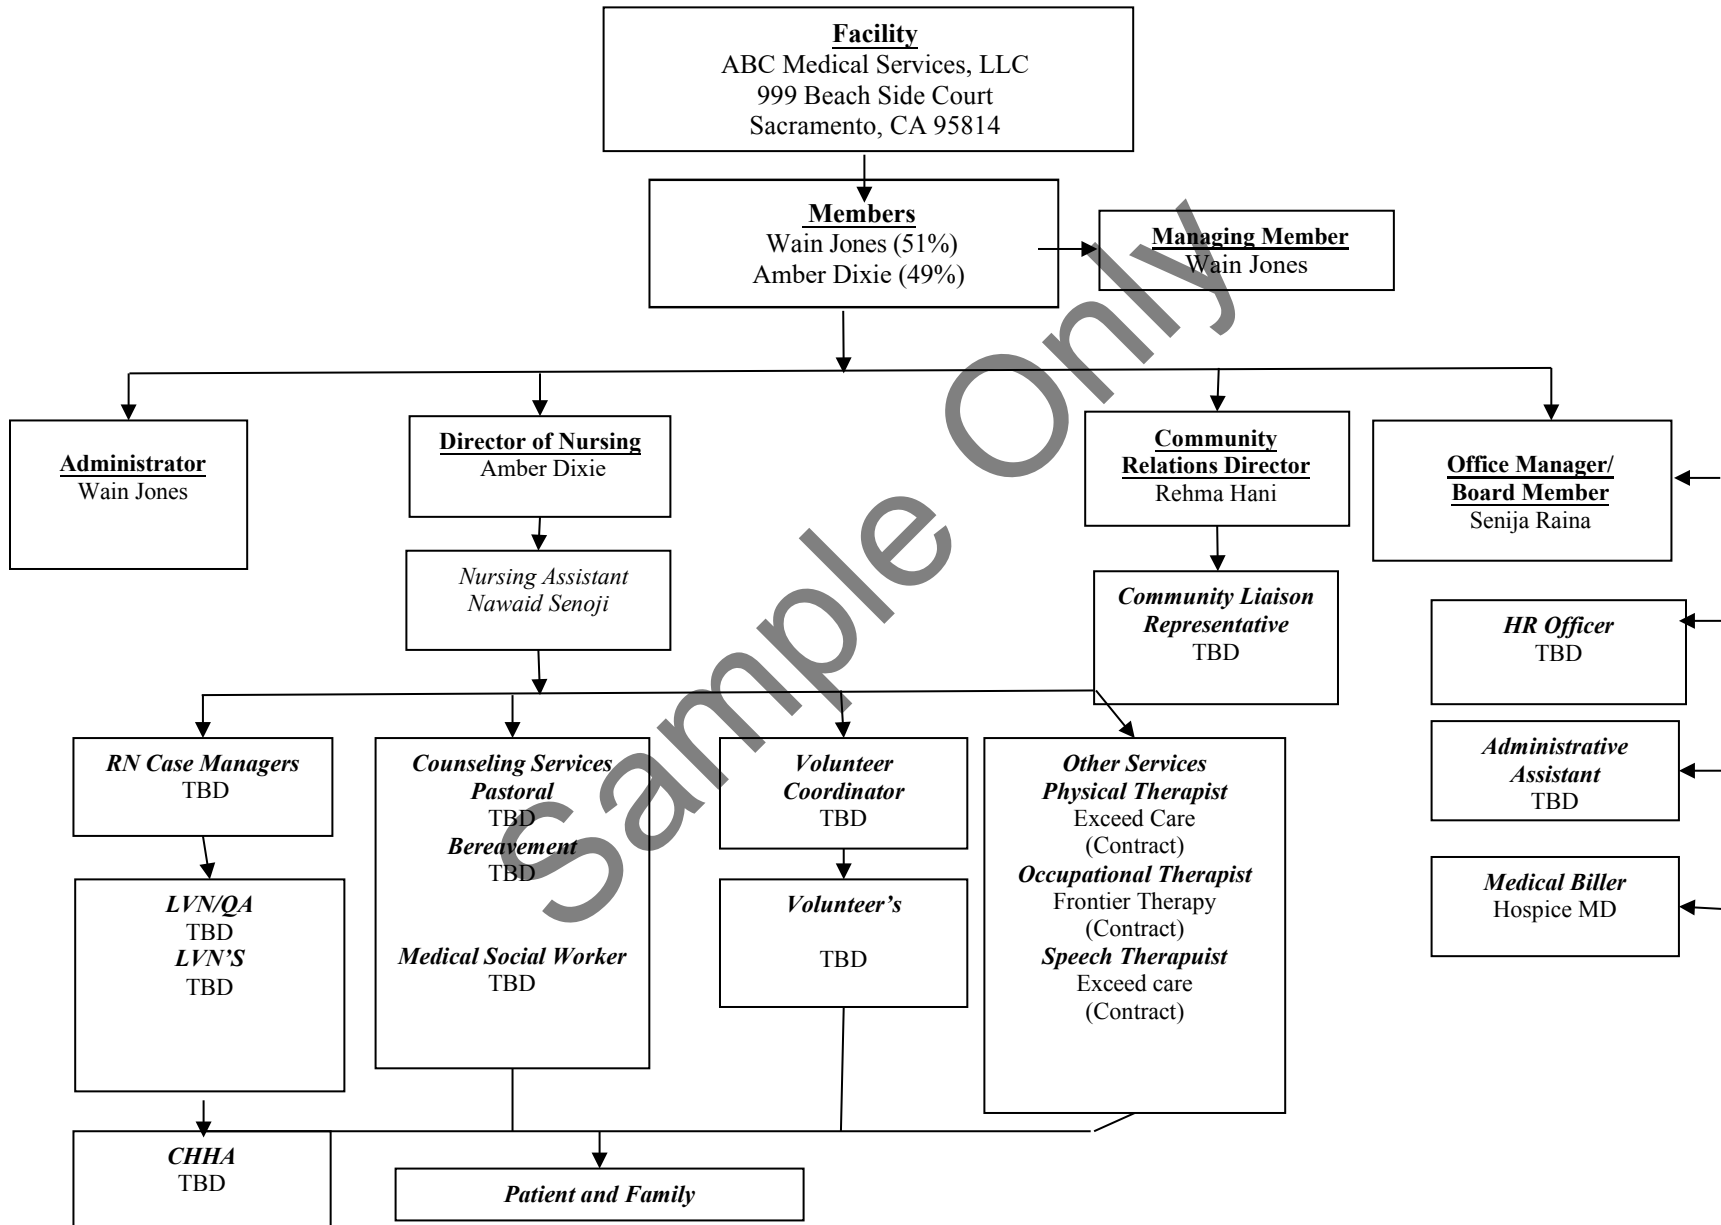 Facility
ABC Medical Services, LLC
999 Beach Side Court
Sacramento, CA 95814
Members
Wain Jones (51%)
Amber Dixie (49%)
Managing Member
Wain Jones
Administrator
Wain Jones
Director of Nursing
Amber Dixie
Community
Relations Director
Rehma Hani
Office Manager/
Board Member
Senija Raina
Nursing Assistant
Nawaid Senoji
Community Liaison
Representative
TBD
HR Officer
TBD
Administrative
Assistant
TBD
Medical Biller
Hospice MD
RN Case Managers
TBD
Counseling Services
Pastoral
TBD
Bereavement
TBD
Medical Social Worker
TBD
Volunteer
Coordinator
TBD
Other Services
Physical Therapist
Exceed Care
(Contract)
Occupational Therapist
Frontier Therapy
(Contract)
Speech Therapuist
Exceed care
(Contract)
LVN/QA
TBD
LVN’S
TBD
Volunteer’s
TBD
CHHA
TBD
Patient and Family
Sample Only